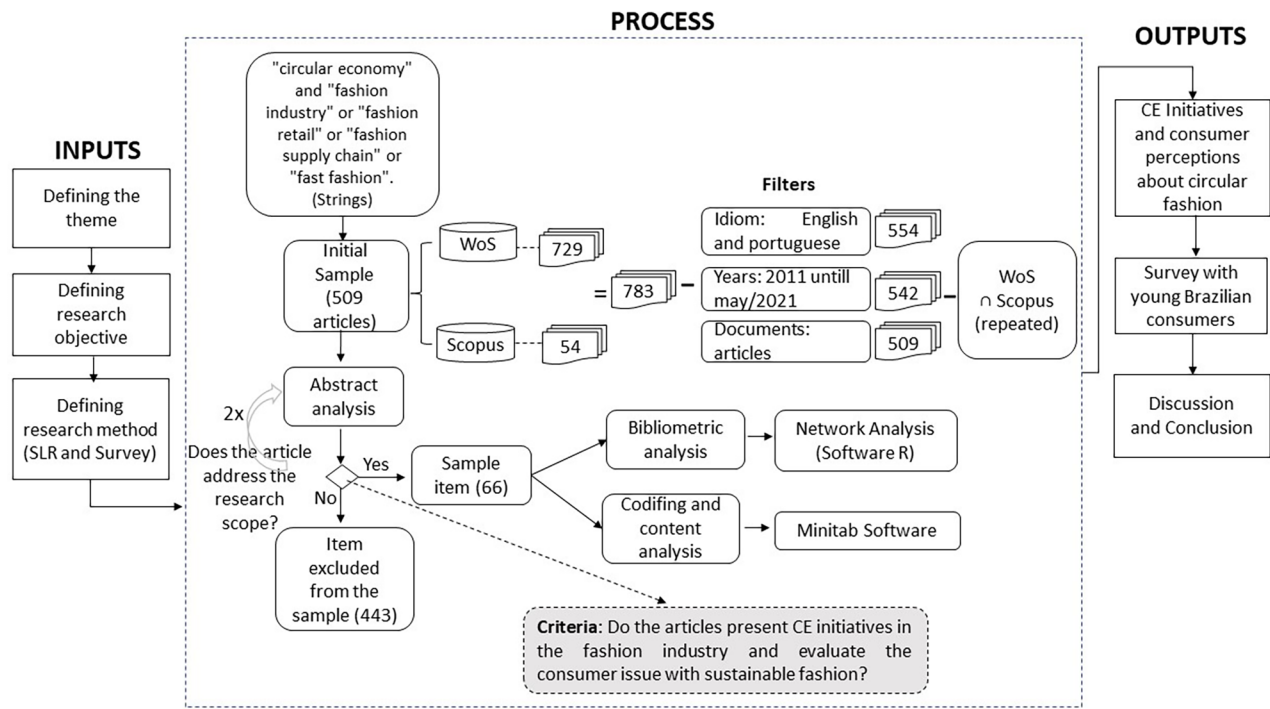 PROCESS
OUTPUTS
INPUTS
Defining the
theme
Defining
research
objective
Defining
research method
(SLR and Survey)
"circular economy"
and "fashion
industry" or "fashion
retail" or "fashion
supply chain" or
"fast fashion".
(Strings)
Initial
Sample
(509
articles)
WoS
729
Scopus
54
=
783
–
Filters
Idiom: English
and portuguese
554
Years: 2011 untill
may/2021
542
Documents:
articles
509
–
WoS
∩ Scopus
(repeated)
Abstract
analysis
2x
Does the article
address the
research
scope?
Yes
No
Sample
item (66)
Item
excluded
from the
sample (443)
Bibliometric
analysis
Network Analysis
(Software R)
Codifing and
content
analysis
Minitab Software
Criteria: Do the articles present CE initiatives in
the fashion industry and evaluate the
consumer issue with sustainable fashion?
CE Initiatives
and consumer
perceptions
about circular
fashion
Survey with
young Brazilian
consumers
Discussion
and Conclusion